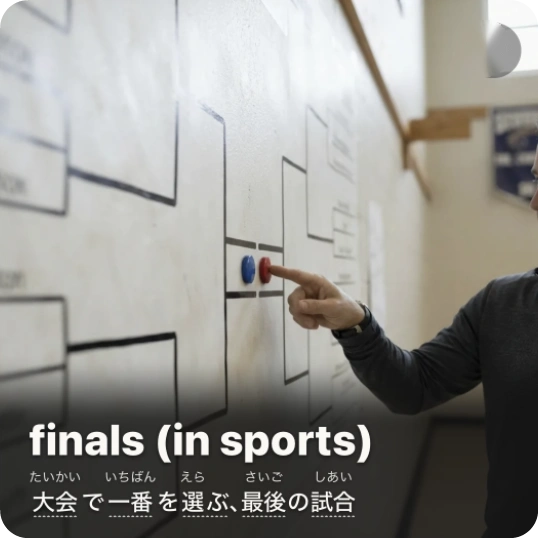 finals (in sports)
たいかい いちばん えら さいご しあい
大会で一番を選ぶ、最後の試合